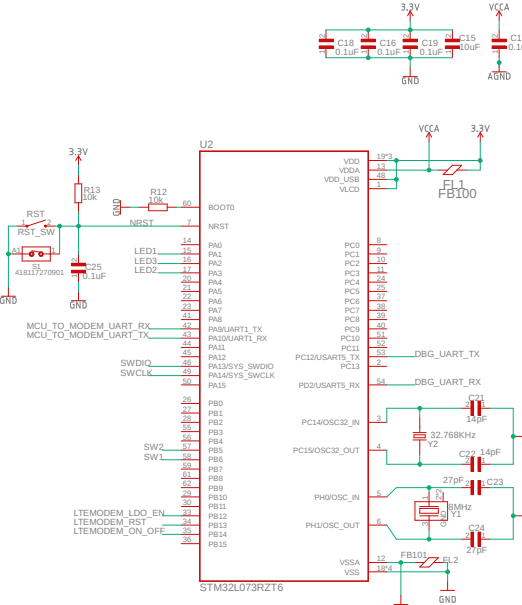 3.3V
VCCA
C18
0.1uF
C16
0.1uF
C19
0.1uF
C15
10uF
GND
AGND
U2
VCCA
3.3V
3.3V
R13
10k
GND
R12
10k
60
BOOT0
RST
1
2
RST_SW
NRST
7
NRST
A1
1
S1
418117270901
C25
0.1uF
GND
GND
19*3
VDD
13
VDDA
48
VDD_USB
1
VLCD
FL1
FB100
14
PA0
LED1
15
PA1
LED3
16
PA2
LED2
17
PA3
20
PA4
21
PA5
22
PA6
23
PA7
41
PA8
MCU_TO_MODEM_UART_RX
42
PA9/UART1_TX
MCU_TO_MODEM_UART_TX
43
PA10/UART1_RX
44
PA11
45
PA12
SWDIO
46
PA13/SYS_SWDIO
SWCLK
49
PA14/SYS_SWCLK
50
PA15
26
PB0
27
PB1
28
PB2
55
PB3
56
PB4
SW2
57
PB5
SW1
58
PB6
59
PB7
61
PB8
62
PB9
29
PB10
30
PB11
LTEMODEM_LDO_EN
33
PB12
LTEMODEM_RST
34
PB13
LTEMODEM_ON_OFF
35
PB14
36
PB15
PC0
8
PC1
9
PC2
10
PC3
11
PC4
24
PC5
25
PC6
37
PC7
38
PC8
39
PC9
40
PC10
51
PC11
52
PC12/USART5_TX
53
DBG_UART_TX
PC13
2
PD2/USART5_RX
54
DBG_UART_RX
PC14/OSC32_IN
3
C21
14pF
32.768KHz
Y2
PC15/OSC32_OUT
4
C22
14pF
27pF
C23
PH0/OSC_IN
5
8MHz
Y1
GND
PH1/OSC_OUT
6
C24
27pF
VSSA
12
FB101
FL2
VSS
18*4
GND
STM32L073RZT6